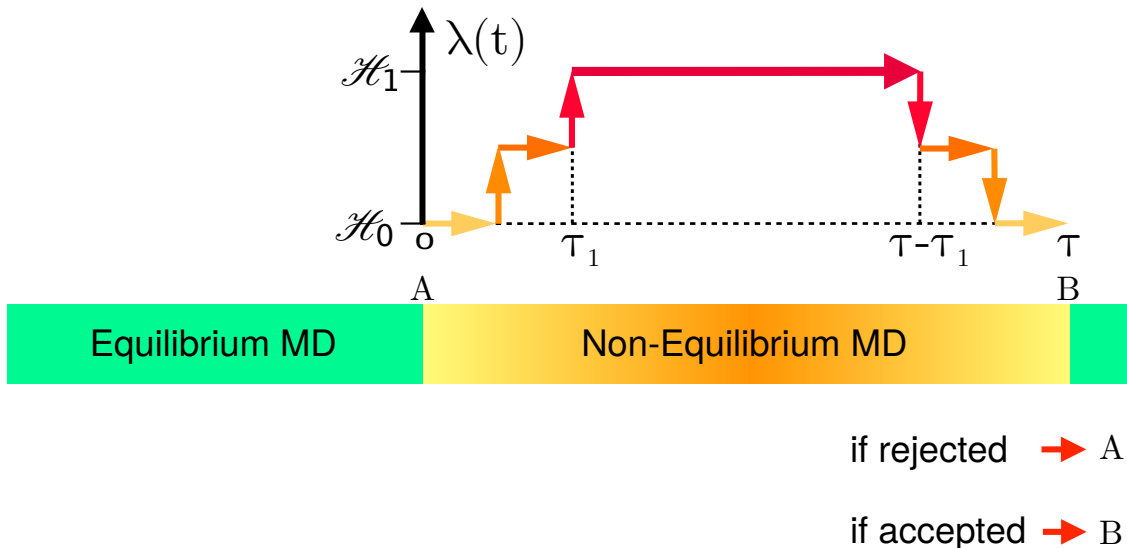 λ(t)
ℋ1
ℋ0
o τ1 τ-τ1 τ
A B
Equilibrium MD Non-Equilibrium MD
if rejected A
if accepted B